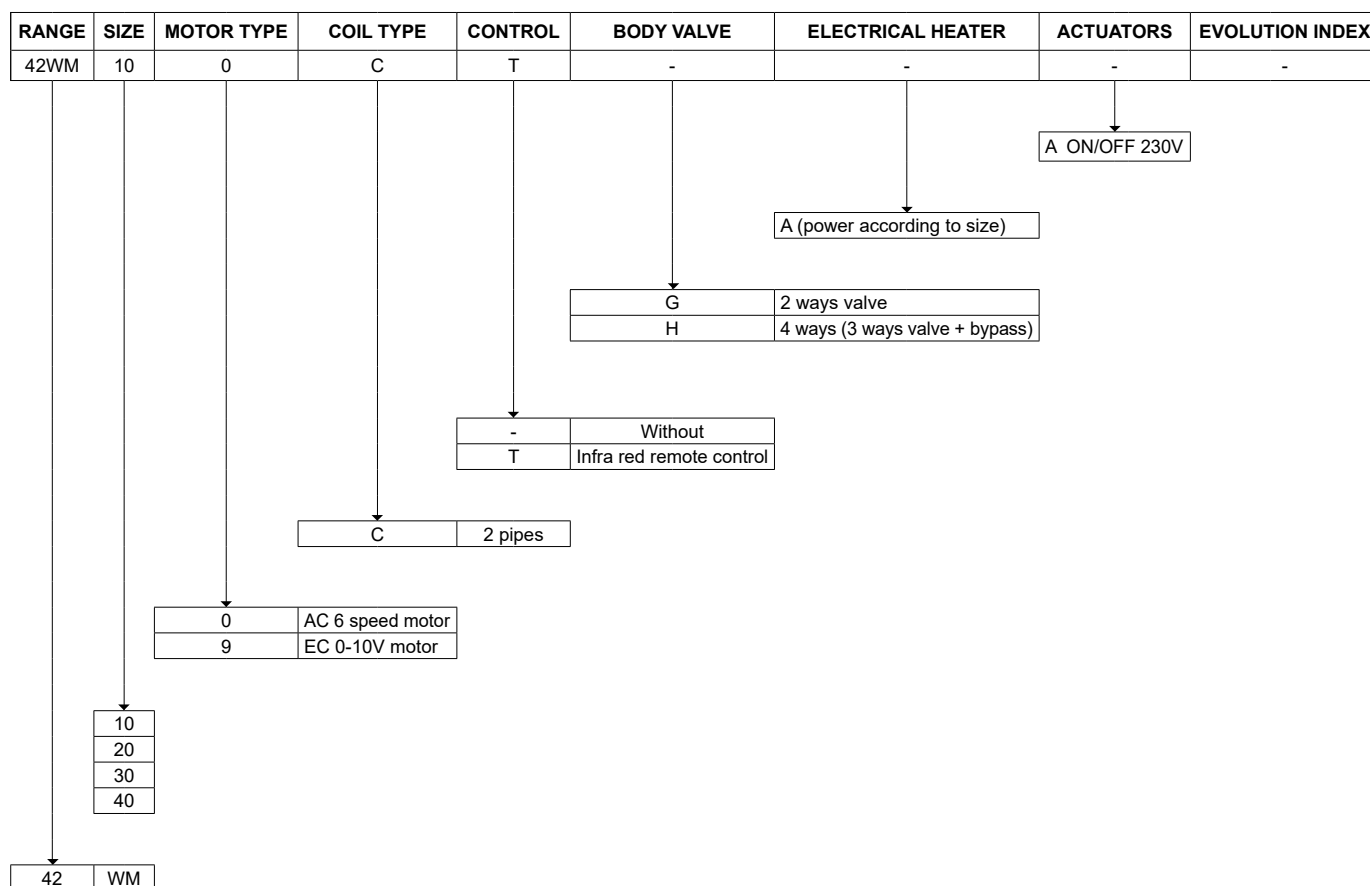 RANGE SIZE MOTOR TYPE COIL TYPE CONTROL BODY VALVE ELECTRICAL HEATER ACTUATORS EVOLUTION INDEX
42WM 10 0 C T - - - -
A ON/OFF 230V
A (power according to size)
G 2 ways valve
H 4 ways (3 ways valve + bypass)
- Without
T Infra red remote control
C 2 pipes
0 AC 6 speed motor
9 EC 0-10V motor
10
20
30
40
42 WM